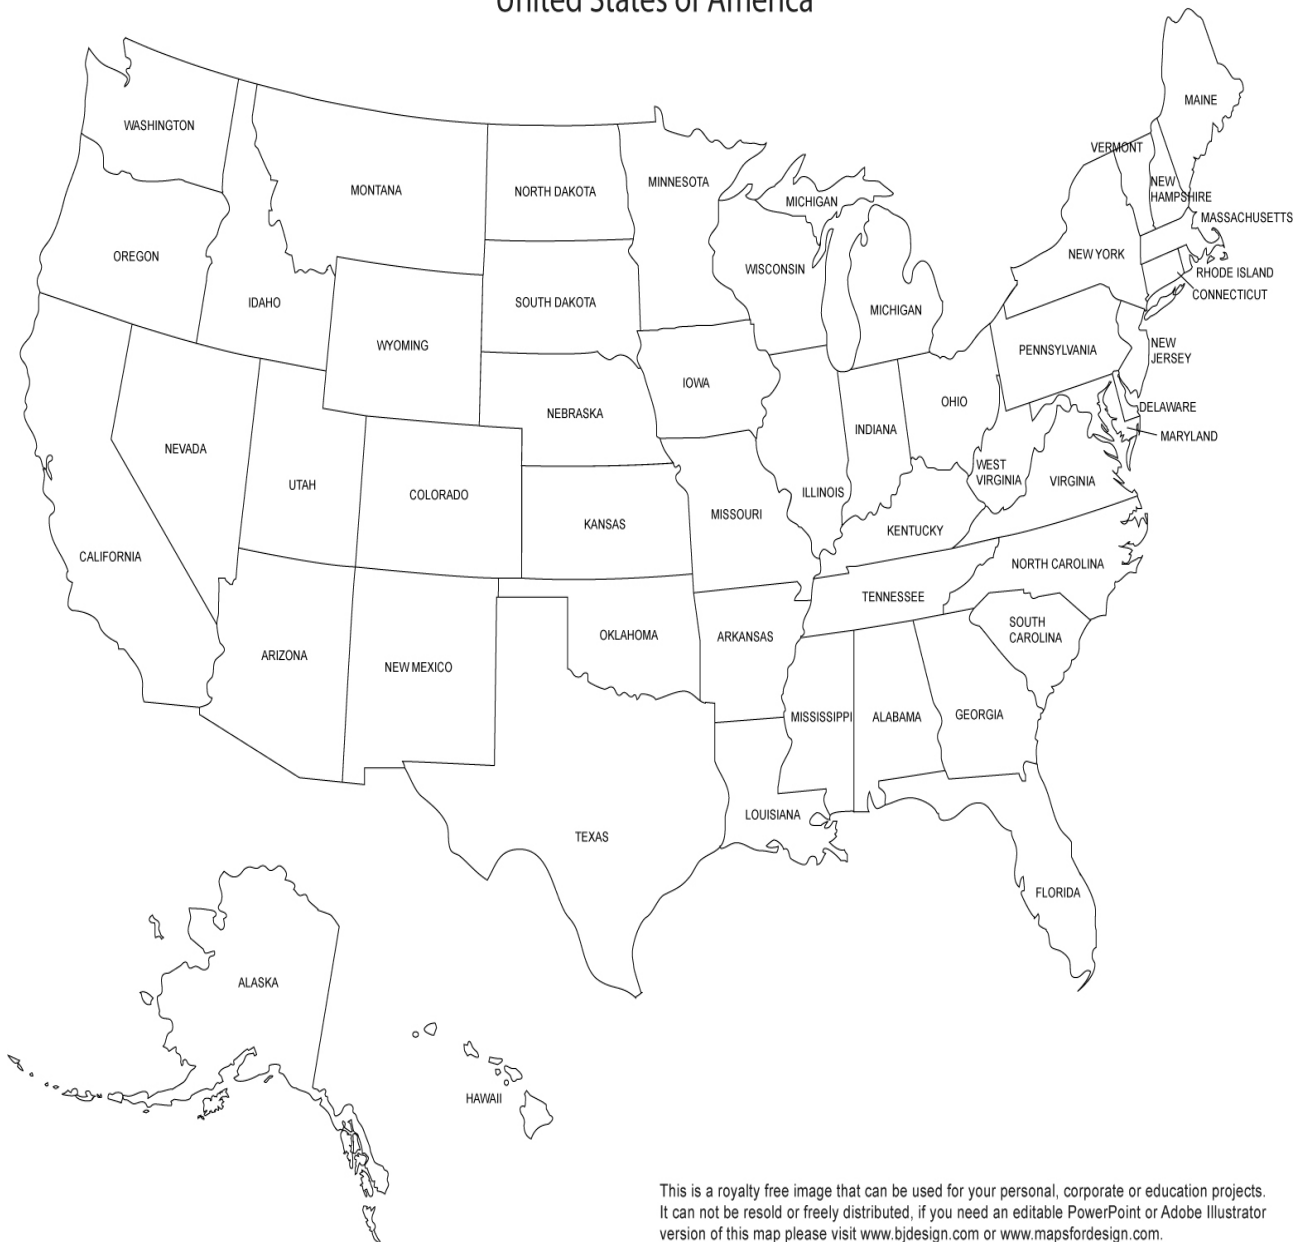 United States of America
MAINE
WASHINGTON
VERMONT
MONTANA
NORTH DAKOTA
MINNESOTA
MICHIGAN
NEW
HAMPSHIRE
MASSACHUSETTS
OREGON
WISCONSIN
NEW YORK
RHODE ISLAND
IDAHO
SOUTH DAKOTA
CONNECTICUT
MICHIGAN
WYOMING
PENNSYLVANIA
NEW
JERSEY
IOWA
OHIO
DELAWARE
NEBRASKA
INDIANA
MARYLAND
NEVADA
WEST
VIRGINIA
VIRGINIA
UTAH
COLORADO
ILLINOIS
MISSOURI
KANSAS
KENTUCKY
CALIFORNIA
NORTH CAROLINA
TENNESSEE
SOUTH
CAROLINA
OKLAHOMA
ARKANSAS
ARIZONA
NEW MEXICO
MISSISSIPPI
ALABAMA
GEORGIA
LOUISIANA
TEXAS
FLORIDA
ALASKA
HAWAII
This is a royalty free image that can be used for your personal, corporate or education projects.
It can not be resold or freely distributed, if you need an editable PowerPoint or Adobe Illustrator
version of this map please visit www.bjdesign.com or www.mapsfordesign.com.